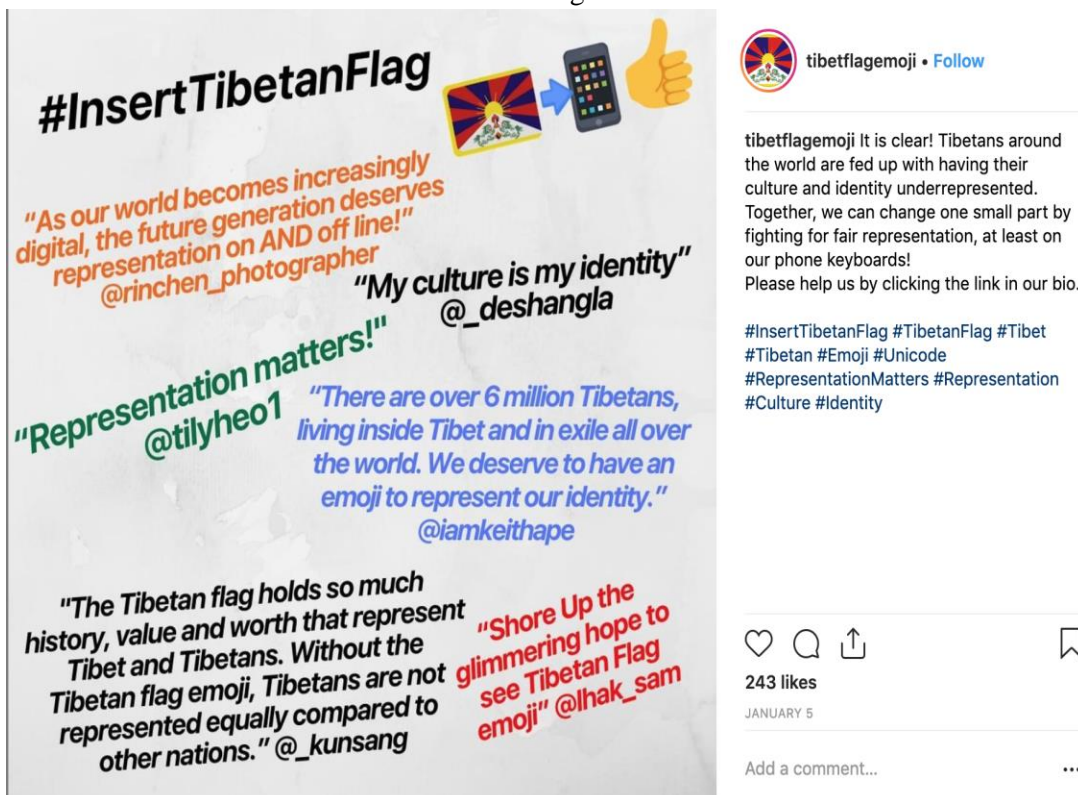 #InsertTibetanFlag
“As our world becomes increasingly
digital, the future generation deserves
representation on AND off line!”
@rinchen_photographer
“My culture is my identity”
@_deshangla
“Representation matters!"
@tilyheo1
“There are over 6 million Tibetans,
living inside Tibet and in exile all over
the world. We deserve to have an
emoji to represent our identity.”
@iamkeithape
"The Tibetan flag holds so much
history, value and worth that represent
Tibet and Tibetans. Without the
Tibetan flag emoji, Tibetans are not
represented equally compared to
other nations.” @_kunsang
“Shore Up the
glimmering hope to
see Tibetan Flag
emoji” @lhak_sam
tibetflagemoji • Follow
tibetflagemoji It is clear! Tibetans around
the world are fed up with having their
culture and identity underrepresented.
Together, we can change one small part by
fighting for fair representation, at least on
our phone keyboards!
Please help us by clicking the link in our bio.
#InsertTibetanFlag #TibetanFlag #Tibet
#Tibetan #Emoji #Unicode
#RepresentationMatters #Representation
#Culture #Identity
243 likes
JANUARY 5
Add a comment...